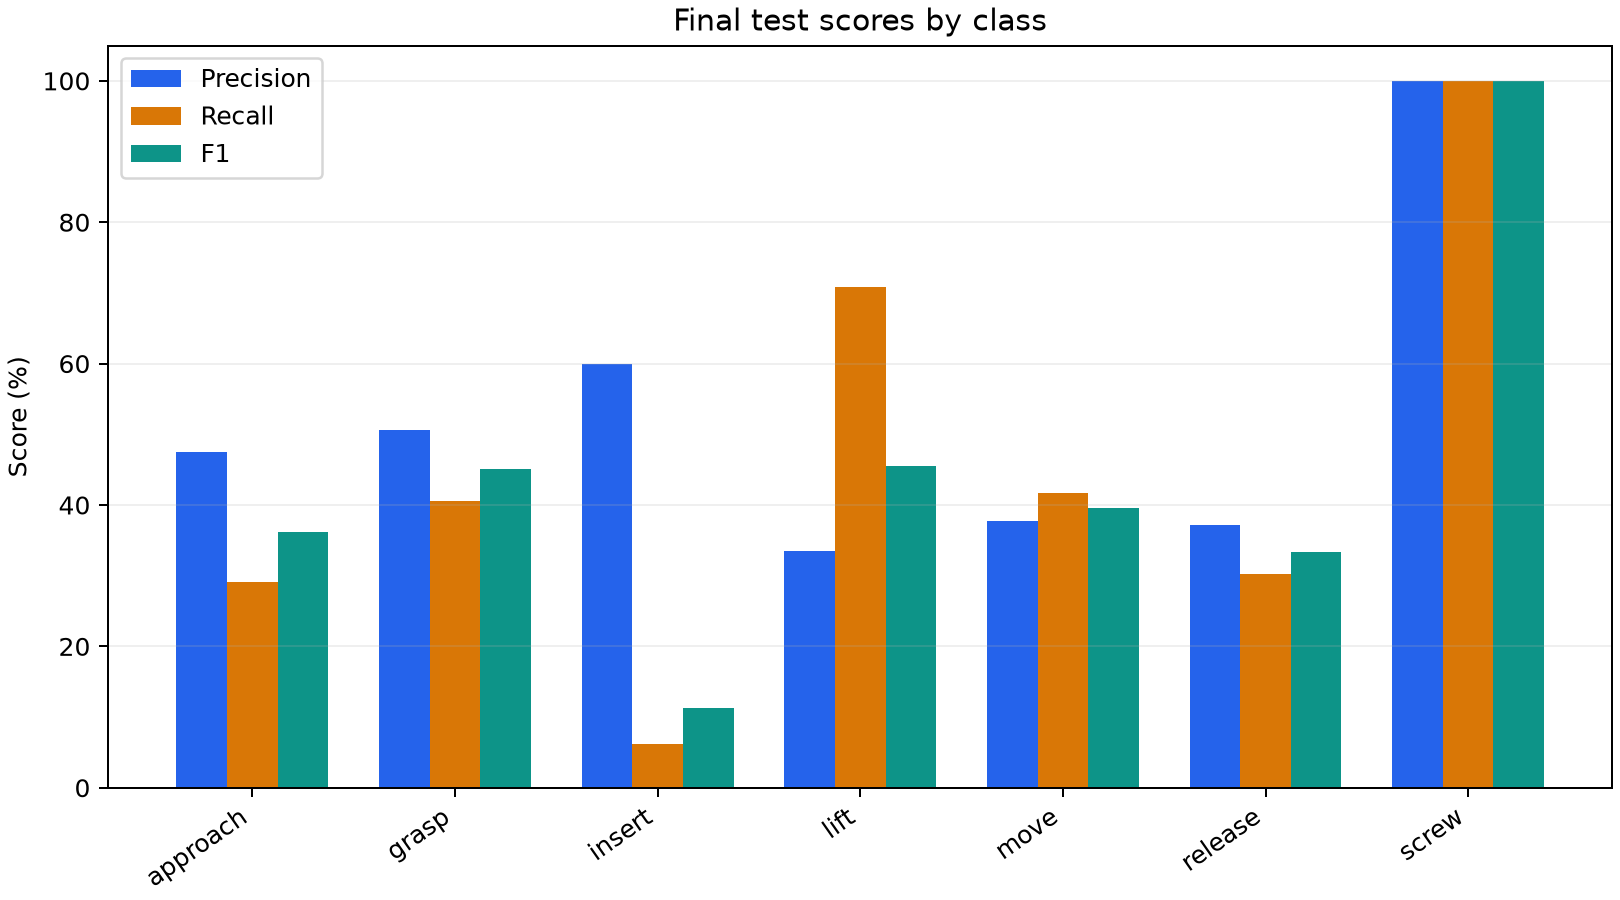 Final test scores by class
Precision
Recall
F1
Score (%)
100
80
60
40
20
0
approach
grasp
insert
lift
move
release
screw